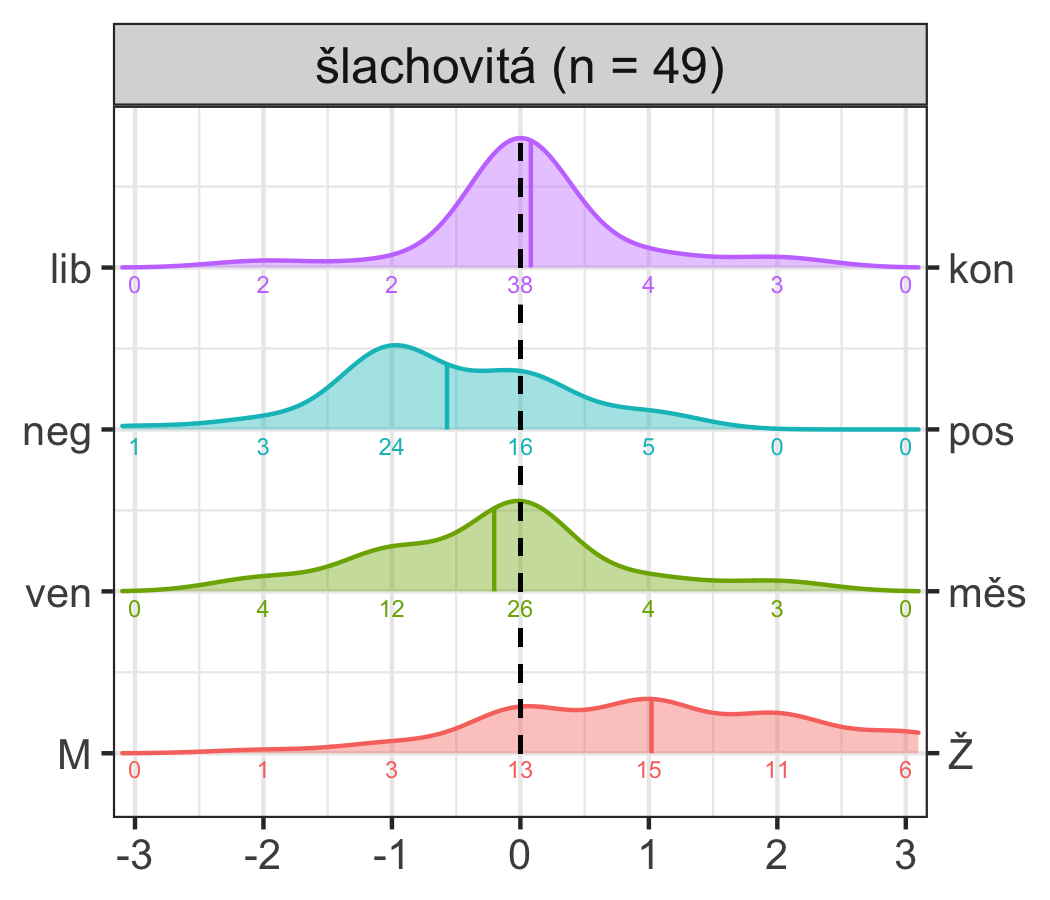 šlachovitá (n = 49)
lib kon
0 2 2 38 4 3 0
neg pos
1 3 24 16 5 0 0
ven měs
0 4 12 26 4 3 0
M Ž
0 1 3 13 15 11 6
-3 -2 -1 0 1 2 3